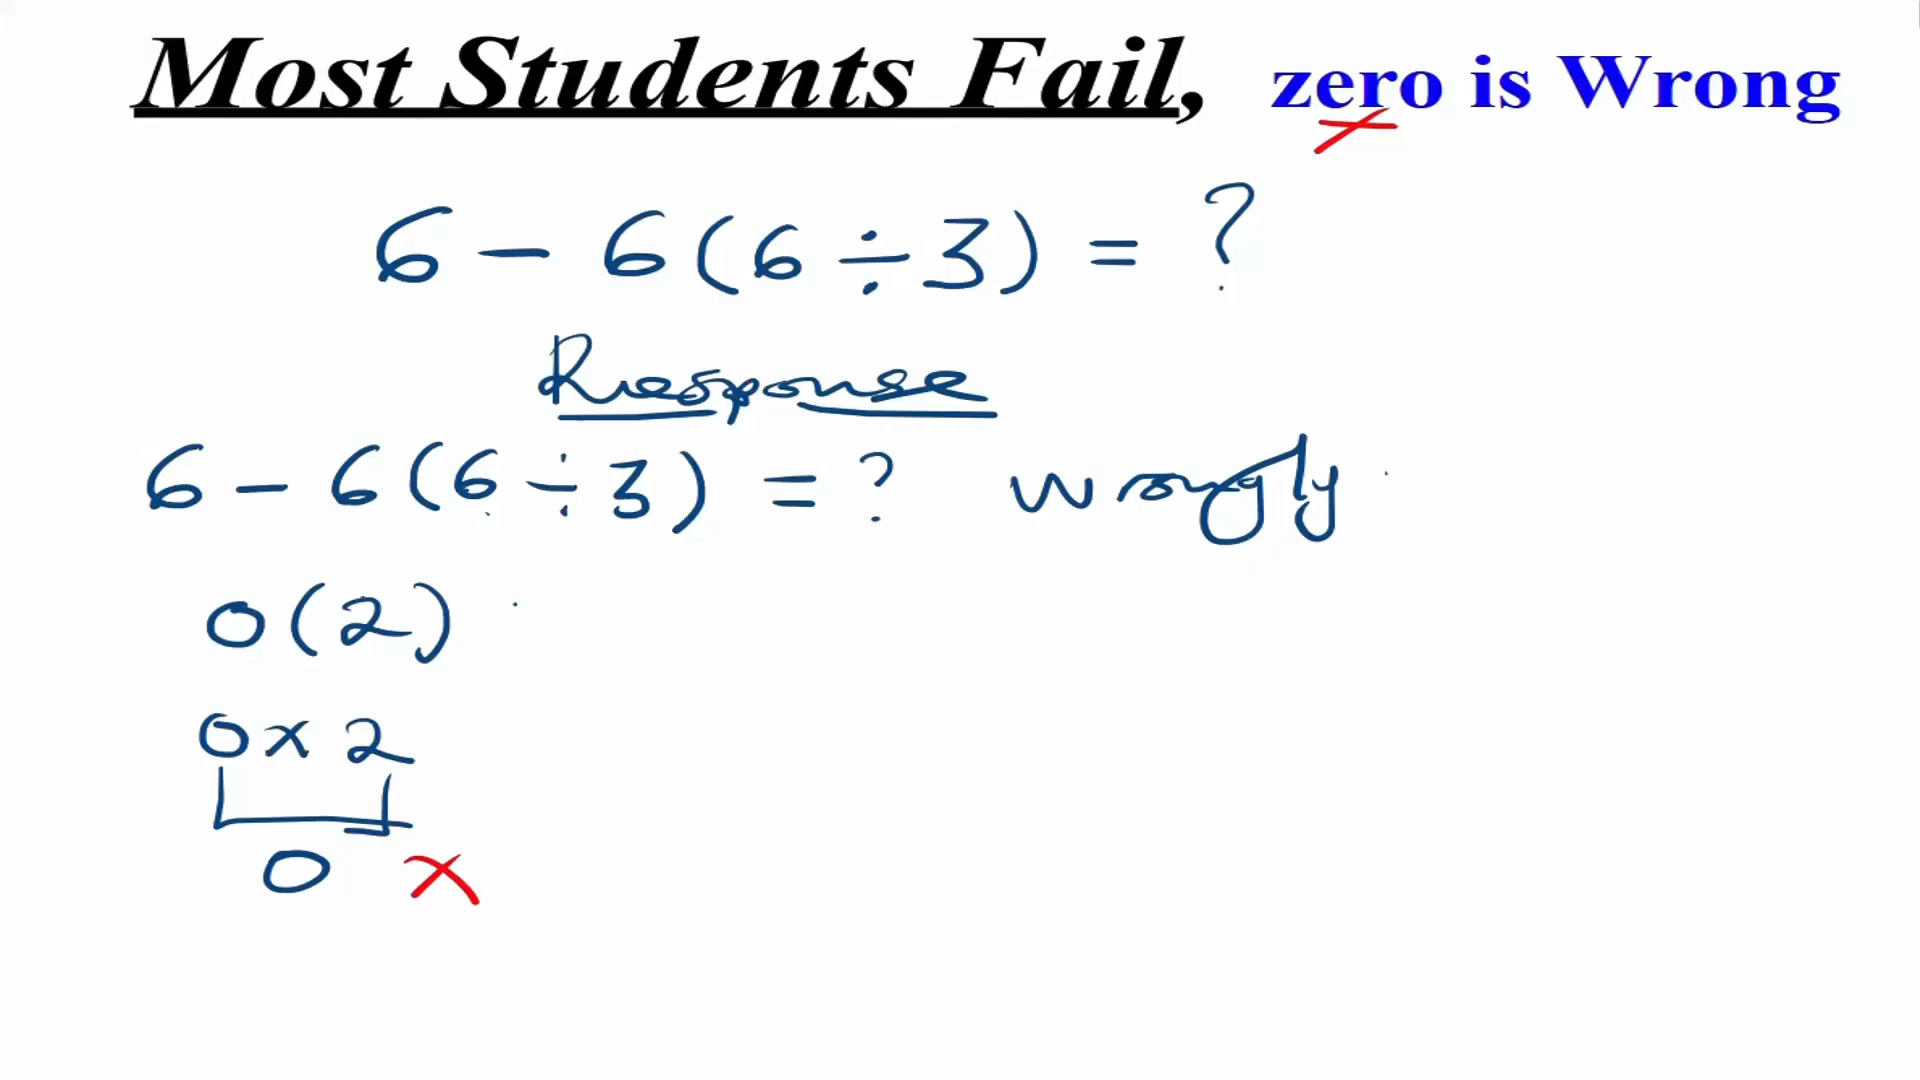 Most Students Fail, zero is Wrong
6 − 6(6 ÷ 3) = ?
Response
6 − 6(6 ÷ 3) = ? wrongly
0(2)
0 x 2
0 x